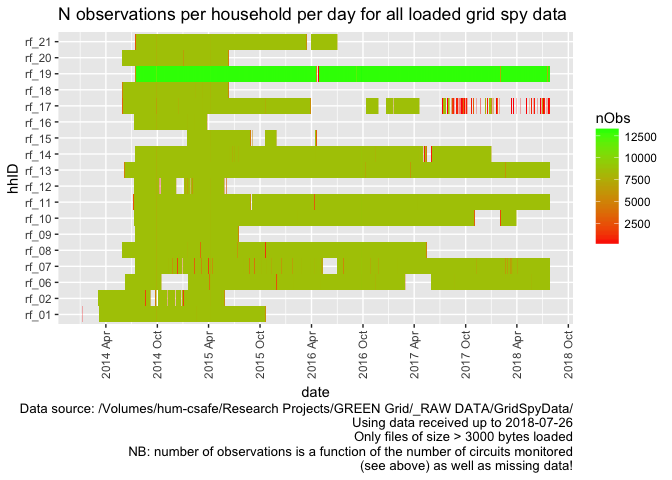 N observations per household per day for all loaded grid spy data
rf_21
rf_20
rf_19
rf_18
rf_17
rf_16
rf_15
rf_14
rf_13
rf_12
rf_11
rf_10
rf_09
rf_08
rf_07
rf_06
rf_02
rf_01
hhID
2014 Apr
2014 Oct
2015 Apr
2015 Oct
2016 Apr
2016 Oct
2017 Apr
2017 Oct
2018 Apr
2018 Oct
date
nObs
12500
10000
7500
5000
2500
Data source: /Volumes/hum-csafe/Research Projects/GREEN Grid/_RAW DATA/GridSpyData/
Using data received up to 2018-07-26
Only files of size > 3000 bytes loaded
NB: number of observations is a function of the number of circuits monitored
(see above) as well as missing data!